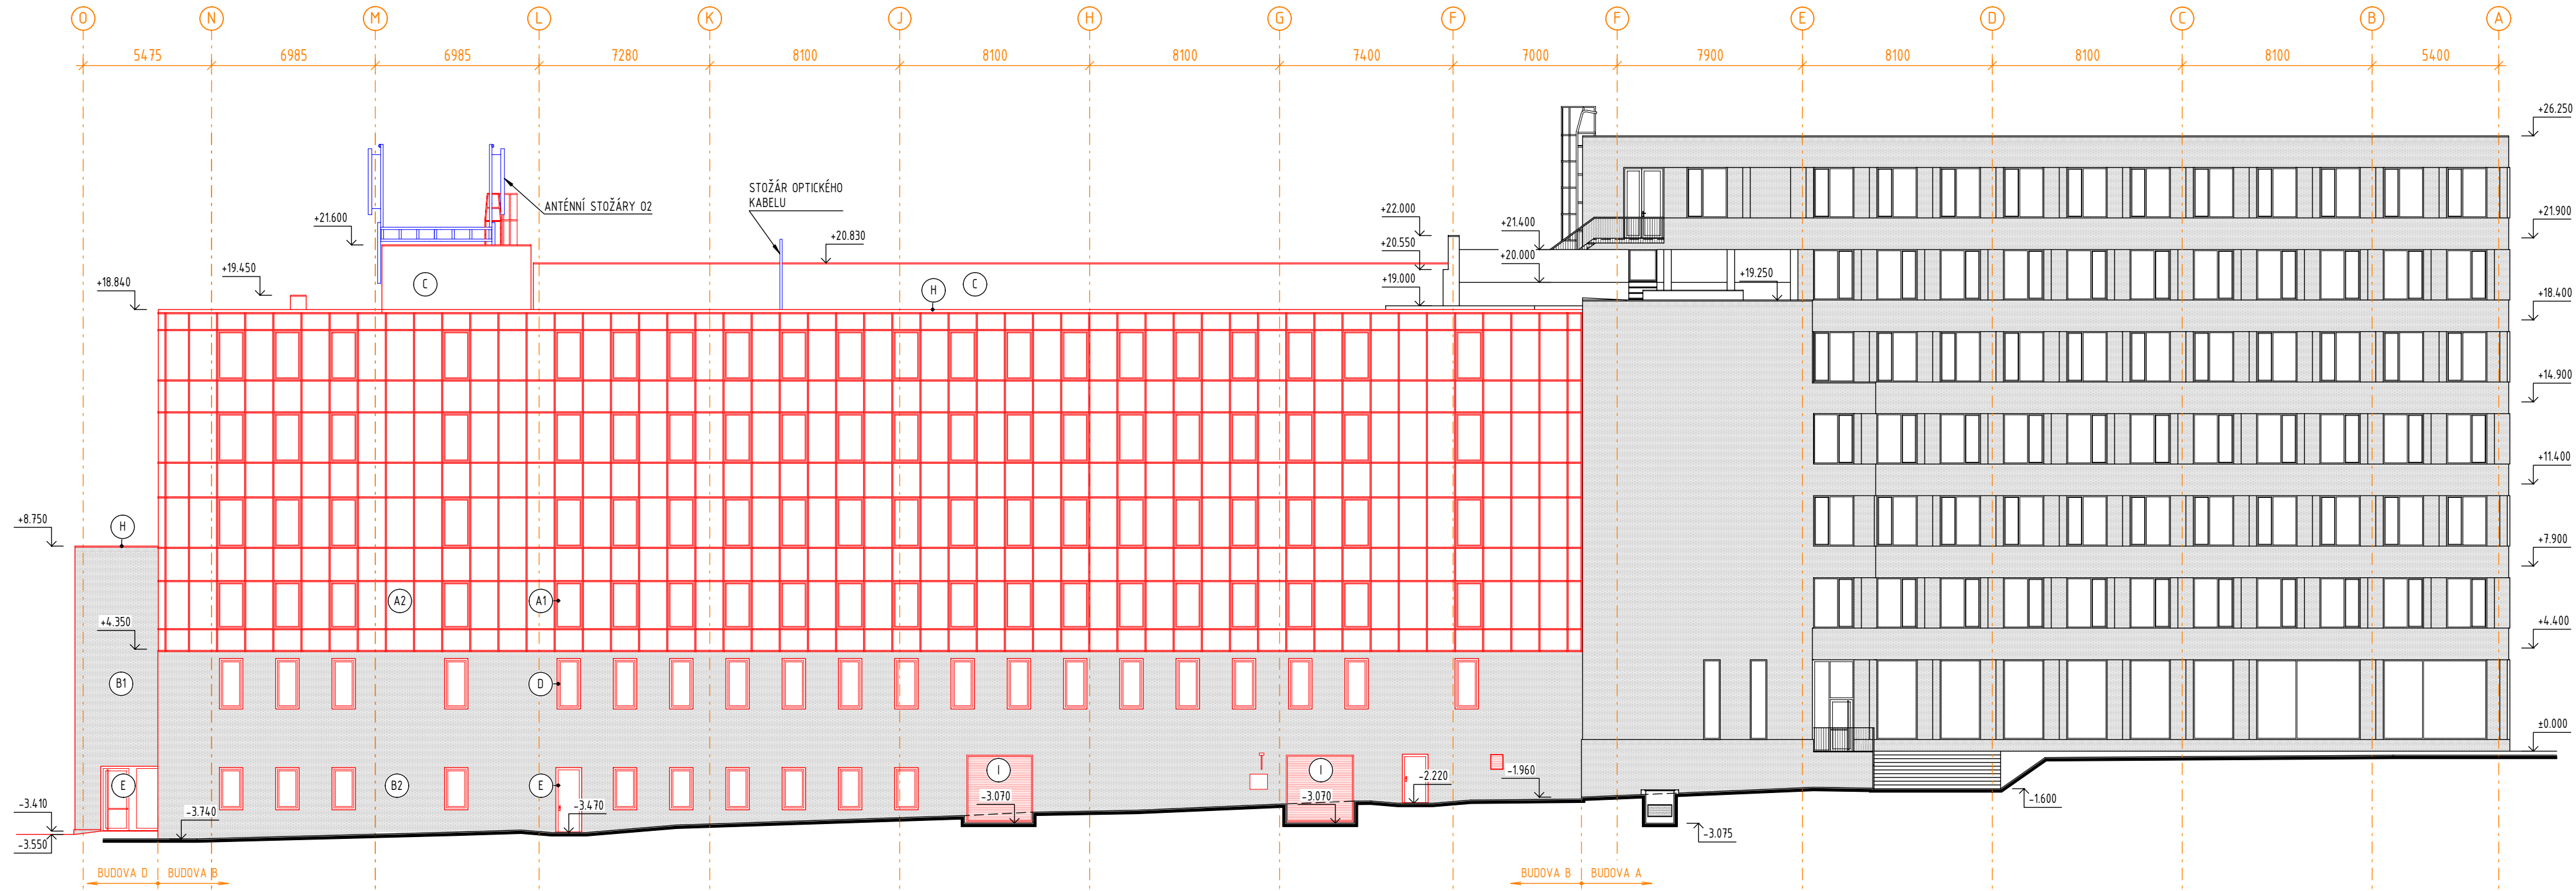 O N M L K J H G F F E D C B A
5475 6985 6985 7280 8100 8100 8100 7400 7000 7900 8100 8100 8100 5400
+26.250
STOŽÁR OPTICKÉHO
KABELU
ANTÉNNÍ STOŽÁRY O2
+22.000
+21.900
+21.600
+21.400
+20.830
+20.550
+20.000
+19.450
+19.250
+18.840
C
H
C
+19.000
+18.400
+14.900
+11.400
H
+8.750
+7.900
A2
A1
+4.350
+4.400
B1
D
±0.000
E
B2
E
I
I
-1.960
-2.220
-1.600
-3.070
-3.070
-3.410
-3.740
-3.470
-3.550
-3.075
BUDOVA D BUDOVA B
BUDOVA B BUDOVA A